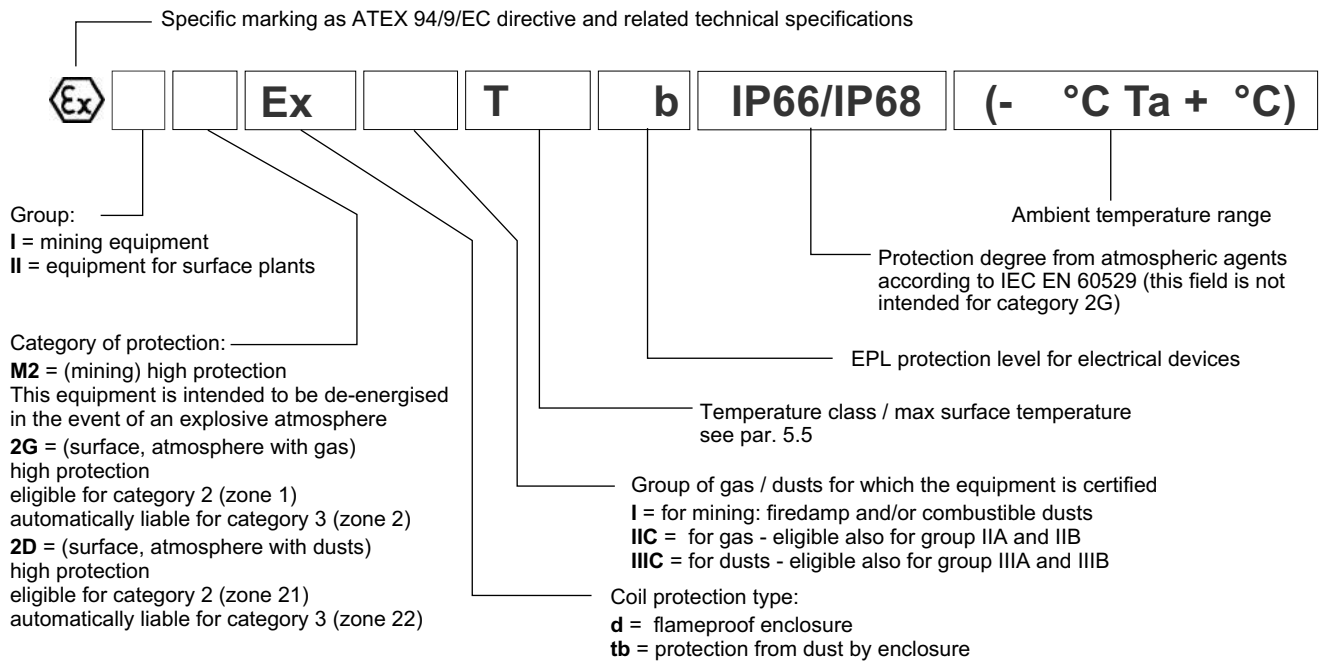 Specific marking as ATEX 94/9/EC directive and related technical specifications
Ex Ex T b IP66/IP68 (- °C Ta + °C)
Group:
I = mining equipment
II = equipment for surface plants
Category of protection:
M2 = (mining) high protection
This equipment is intended to be de-energised
in the event of an explosive atmosphere
2G = (surface, atmosphere with gas)
high protection
eligible for category 2 (zone 1)
automatically liable for category 3 (zone 2)
2D = (surface, atmosphere with dusts)
high protection
eligible for category 2 (zone 21)
automatically liable for category 3 (zone 22)
Ambient temperature range
Protection degree from atmospheric agents
according to IEC EN 60529 (this field is not
intended for category 2G)
EPL protection level for electrical devices
Temperature class / max surface temperature
see par. 5.5
Group of gas / dusts for which the equipment is certified
I = for mining: firedamp and/or combustible dusts
IIC = for gas - eligible also for group IIA and IIB
IIIC = for dusts - eligible also for group IIIA and IIIB
Coil protection type:
d = flameproof enclosure
tb = protection from dust by enclosure